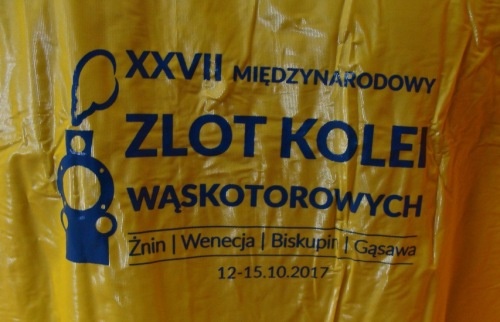 XXVII MIĘDZYNARODOWY
ZLOT KOLEI
WĄSKOTOROWYCH
Żnin | Wenecja | Biskupin | Gąsawa
12-15.10.2017